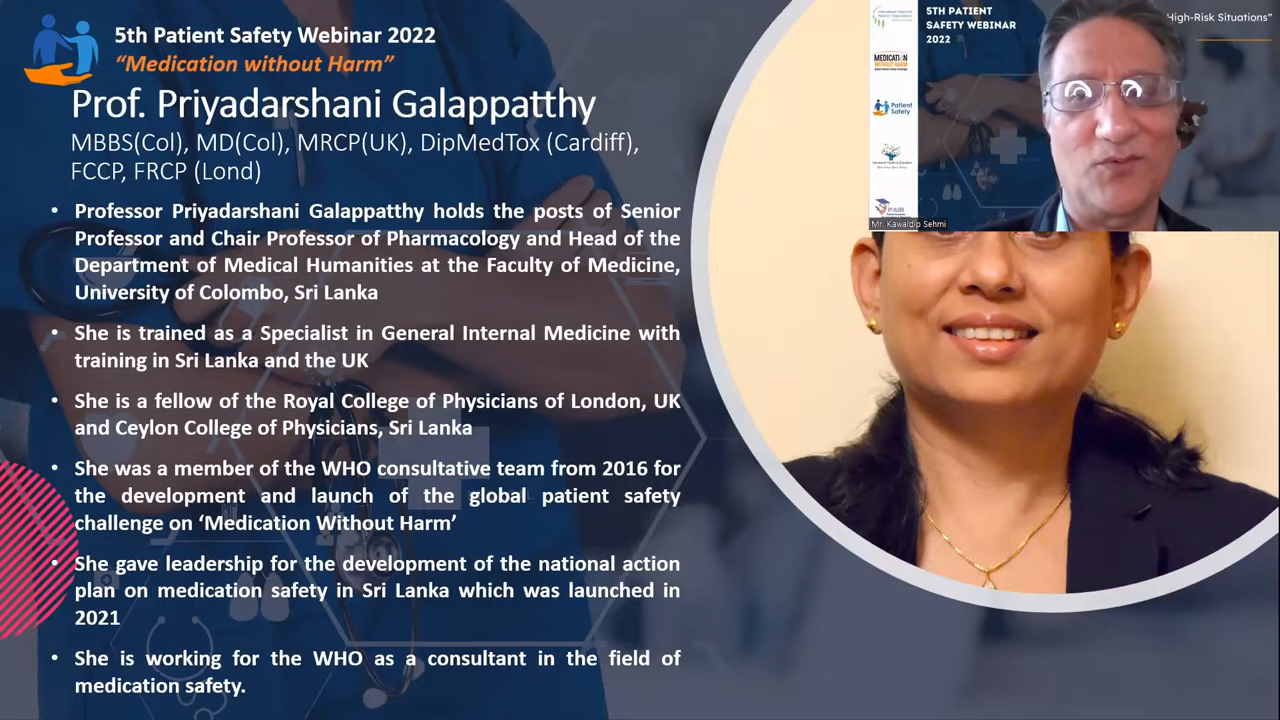 5th Patient Safety Webinar 2022
“Medication without Harm”
Prof. Priyadarshani Galappatthy
MBBS(Col), MD(Col), MRCP(UK), DipMedTox (Cardiff),
FCCP, FRCP (Lond)
• Professor Priyadarshani Galappatthy holds the posts of Senior
Professor and Chair Professor of Pharmacology and Head of the
Department of Medical Humanities at the Faculty of Medicine,
University of Colombo, Sri Lanka
• She is trained as a Specialist in General Internal Medicine with
training in Sri Lanka and the UK
• She is a fellow of the Royal College of Physicians of London, UK
and Ceylon College of Physicians, Sri Lanka
• She was a member of the WHO consultative team from 2016 for
the development and launch of the global patient safety
challenge on ‘Medication Without Harm’
• She gave leadership for the development of the national action
plan on medication safety in Sri Lanka which was launched in
2021
• She is working for the WHO as a consultant in the field of
medication safety.
5TH PATIENT
SAFETY WEBINAR
2022
High-Risk Situations”
MEDICATION
WITHOUT HARM
Patient
Safety
PAIR
Mr. Kawaldip Sehmi